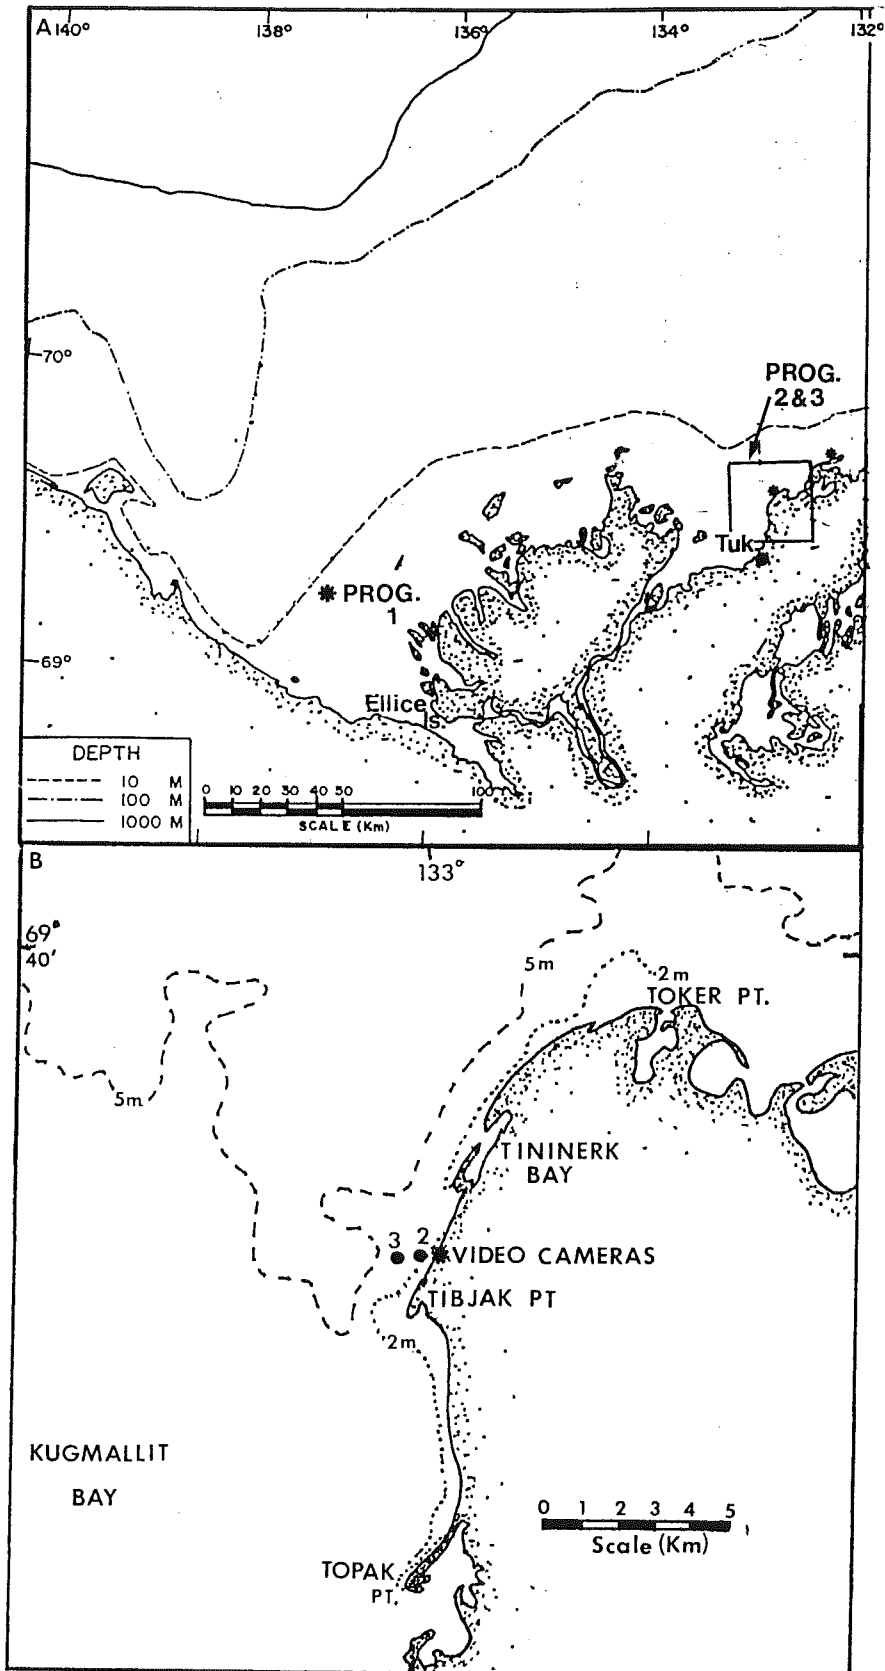 A
140°
138°
136°
134°
132°
70°
PROG.
2&3
Tuk
PROG.
1
69°
Ellice
Is.
DEPTH
10 M
100 M
1000 M
0 10 20 30 40 50 100
SCALE (Km)
B
133°
69°
40'
5m
2m
TOKER PT.
5m
TININERK
BAY
3 2
VIDEO CAMERAS
TIBJAK PT
2m
KUGMALLIT
BAY
0 1 2 3 4 5
Scale (Km)
TOPAK
PT.